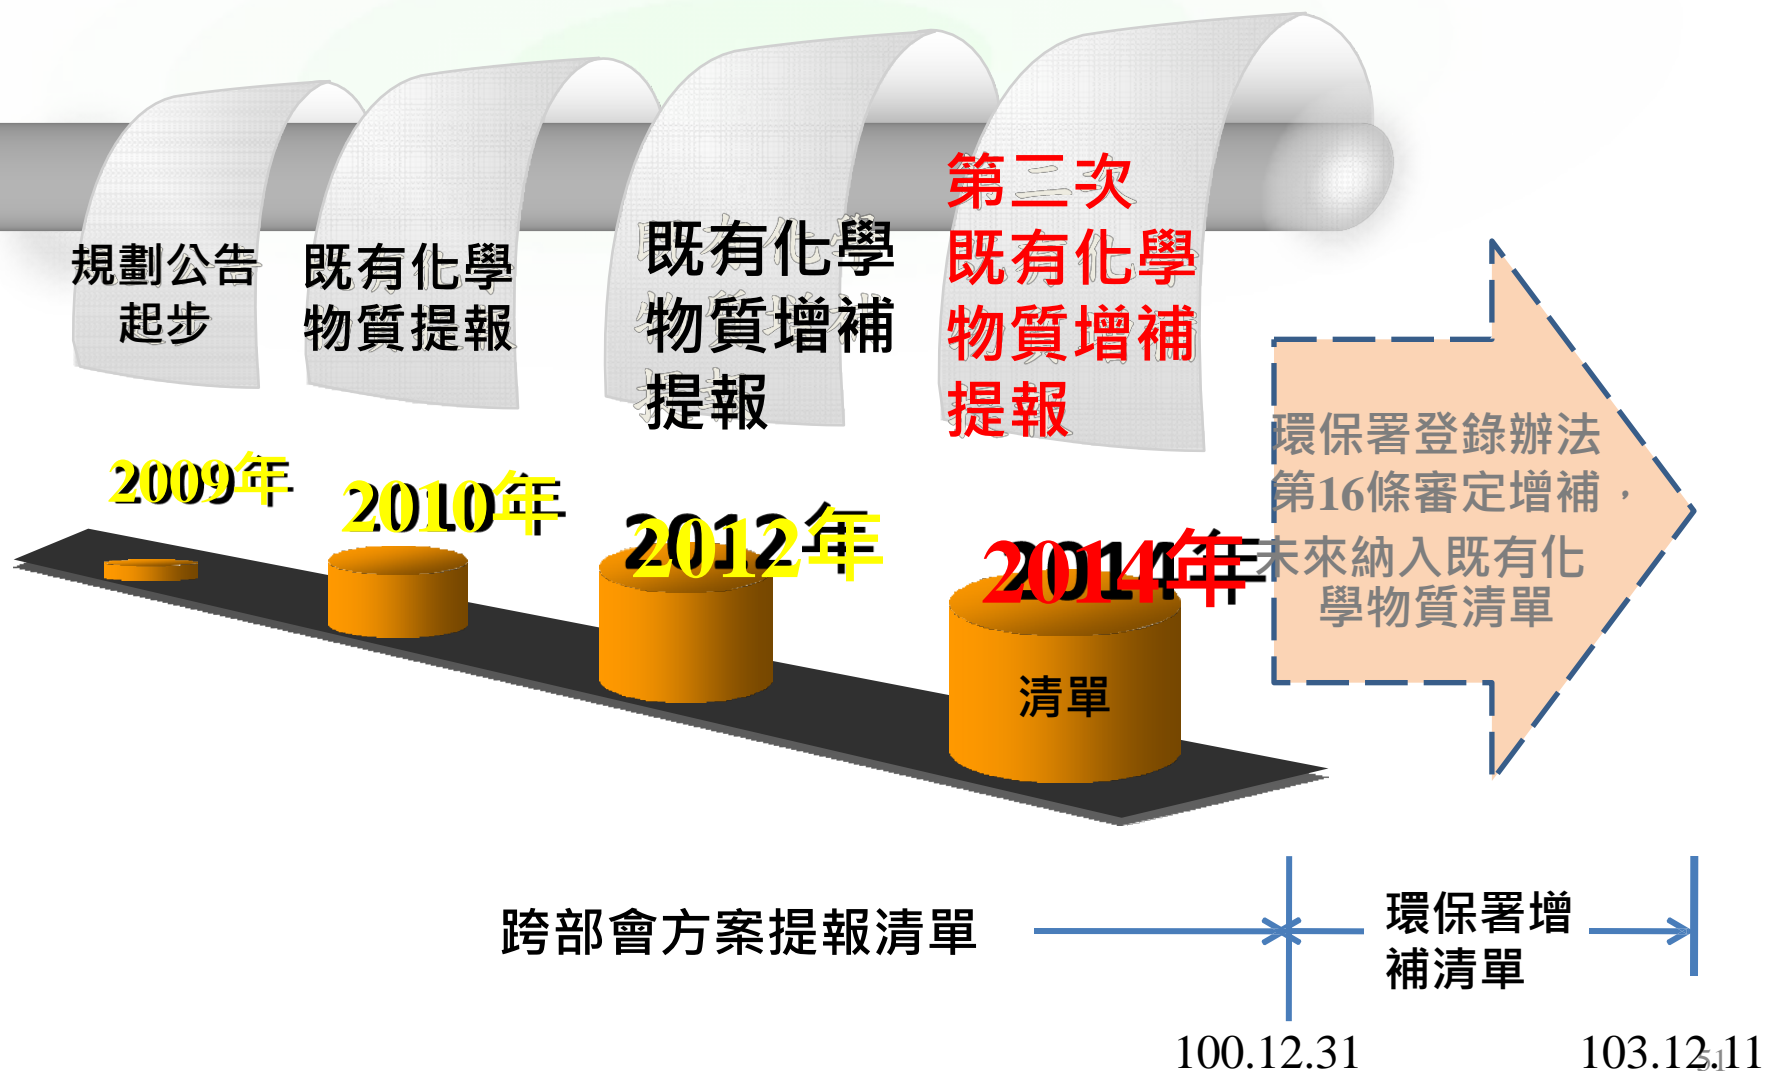 規劃公告
起步
既有化學
物質提報
既有化學
物質增補
提報
第二次
既有化學
物質增補
提報
2009年
2010年
2012年
2014年
清單
環保署登錄辦法
第16條審定增補，
未來納入既有化
學物質清單
跨部會方案提報清單
環保署增
補清單
100.12.31
103.12.11
51